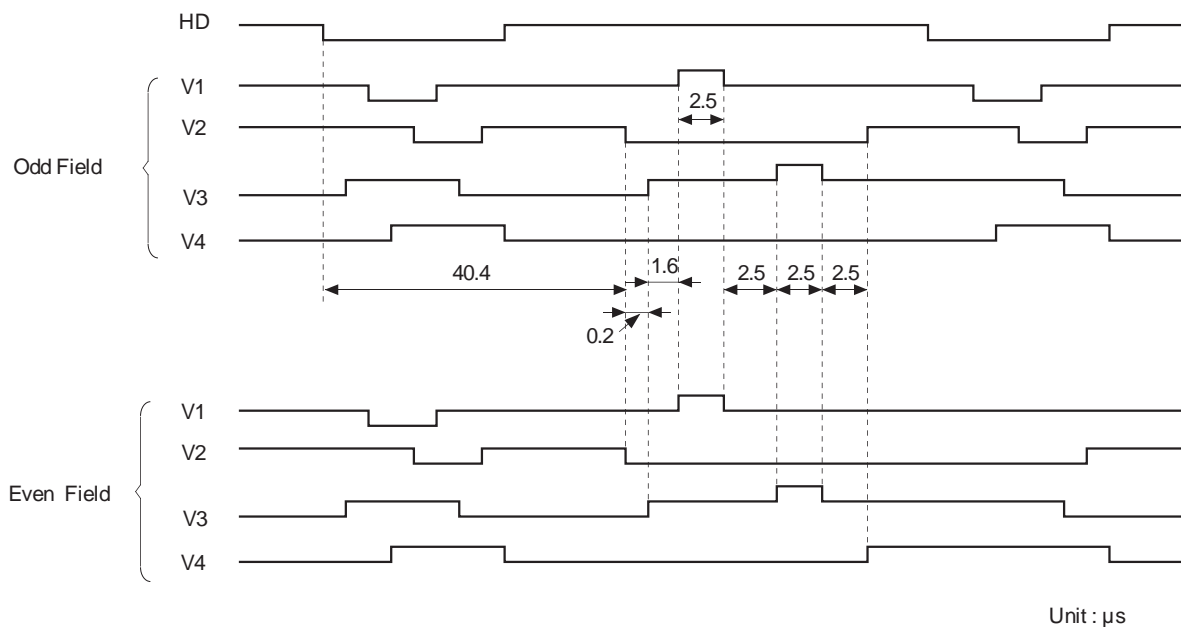 HD
V1
2.5
V2
Odd Field
V3
V4
40.4
1.6
2.5 2.5 2.5
0.2
V1
V2
Even Field
V3
V4
Unit : µs